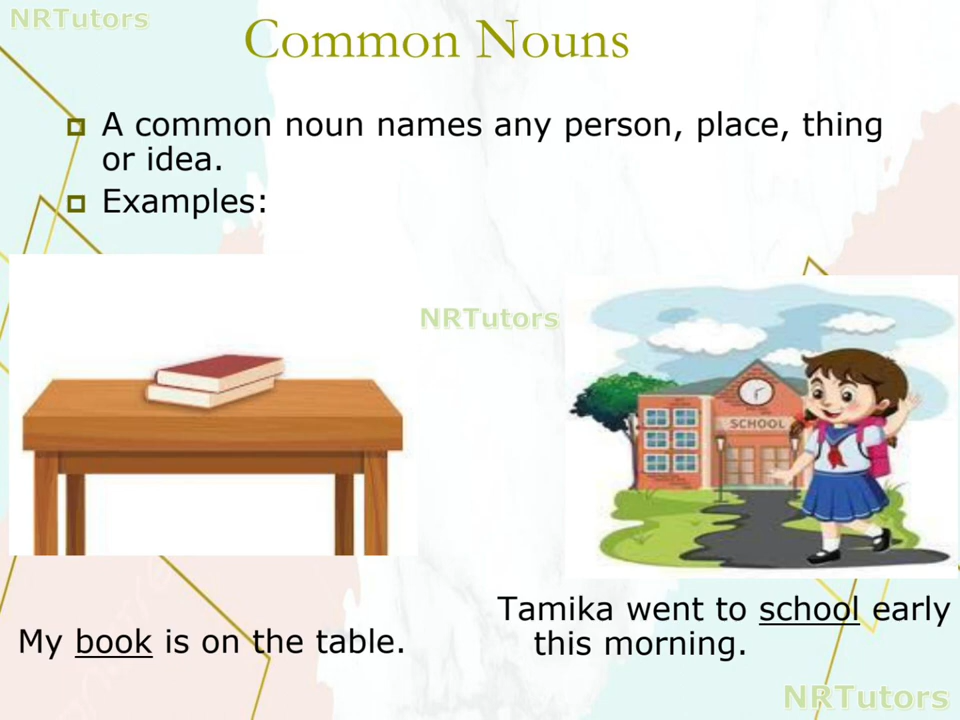 NRTutors
Common Nouns
A common noun names any person, place, thing
or idea.
Examples:
NRTutors
SCHOOL
My book is on the table.
Tamika went to school early
this morning.
NRTutors